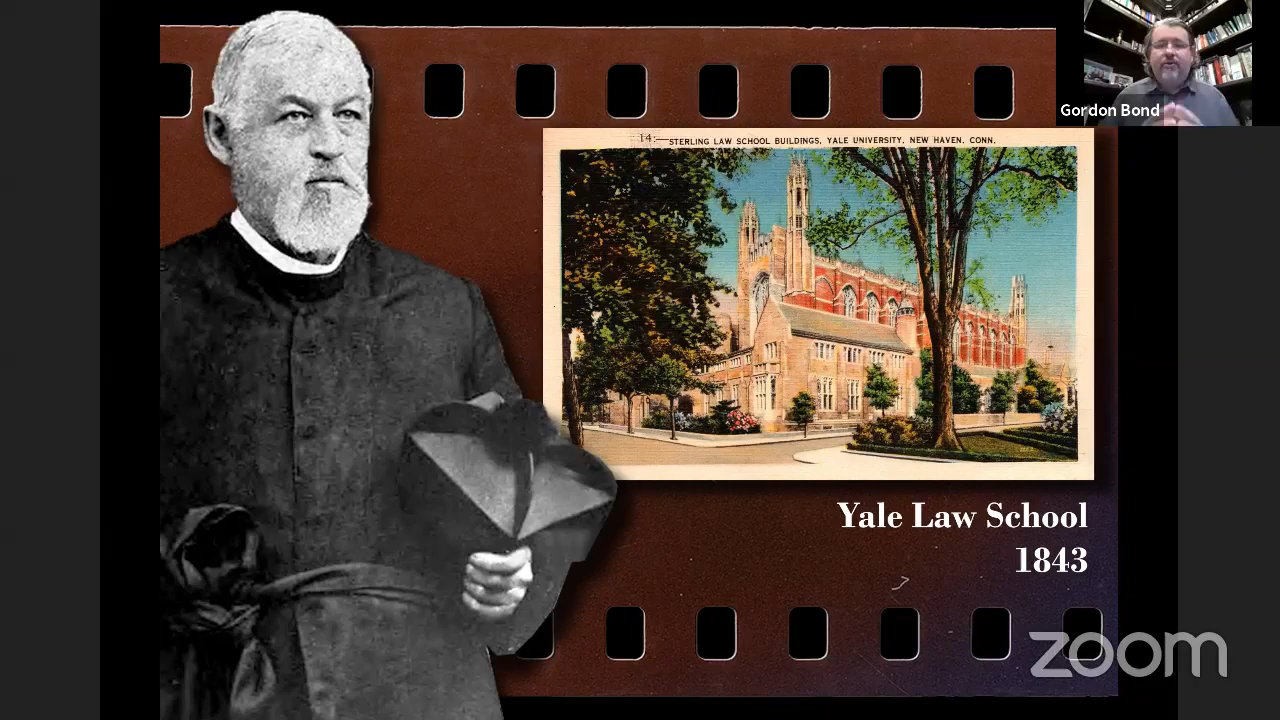 Gordon Bond
14:—STERLING LAW SCHOOL BUILDINGS, YALE UNIVERSITY, NEW HAVEN, CONN.
Yale Law School
1843
zoom